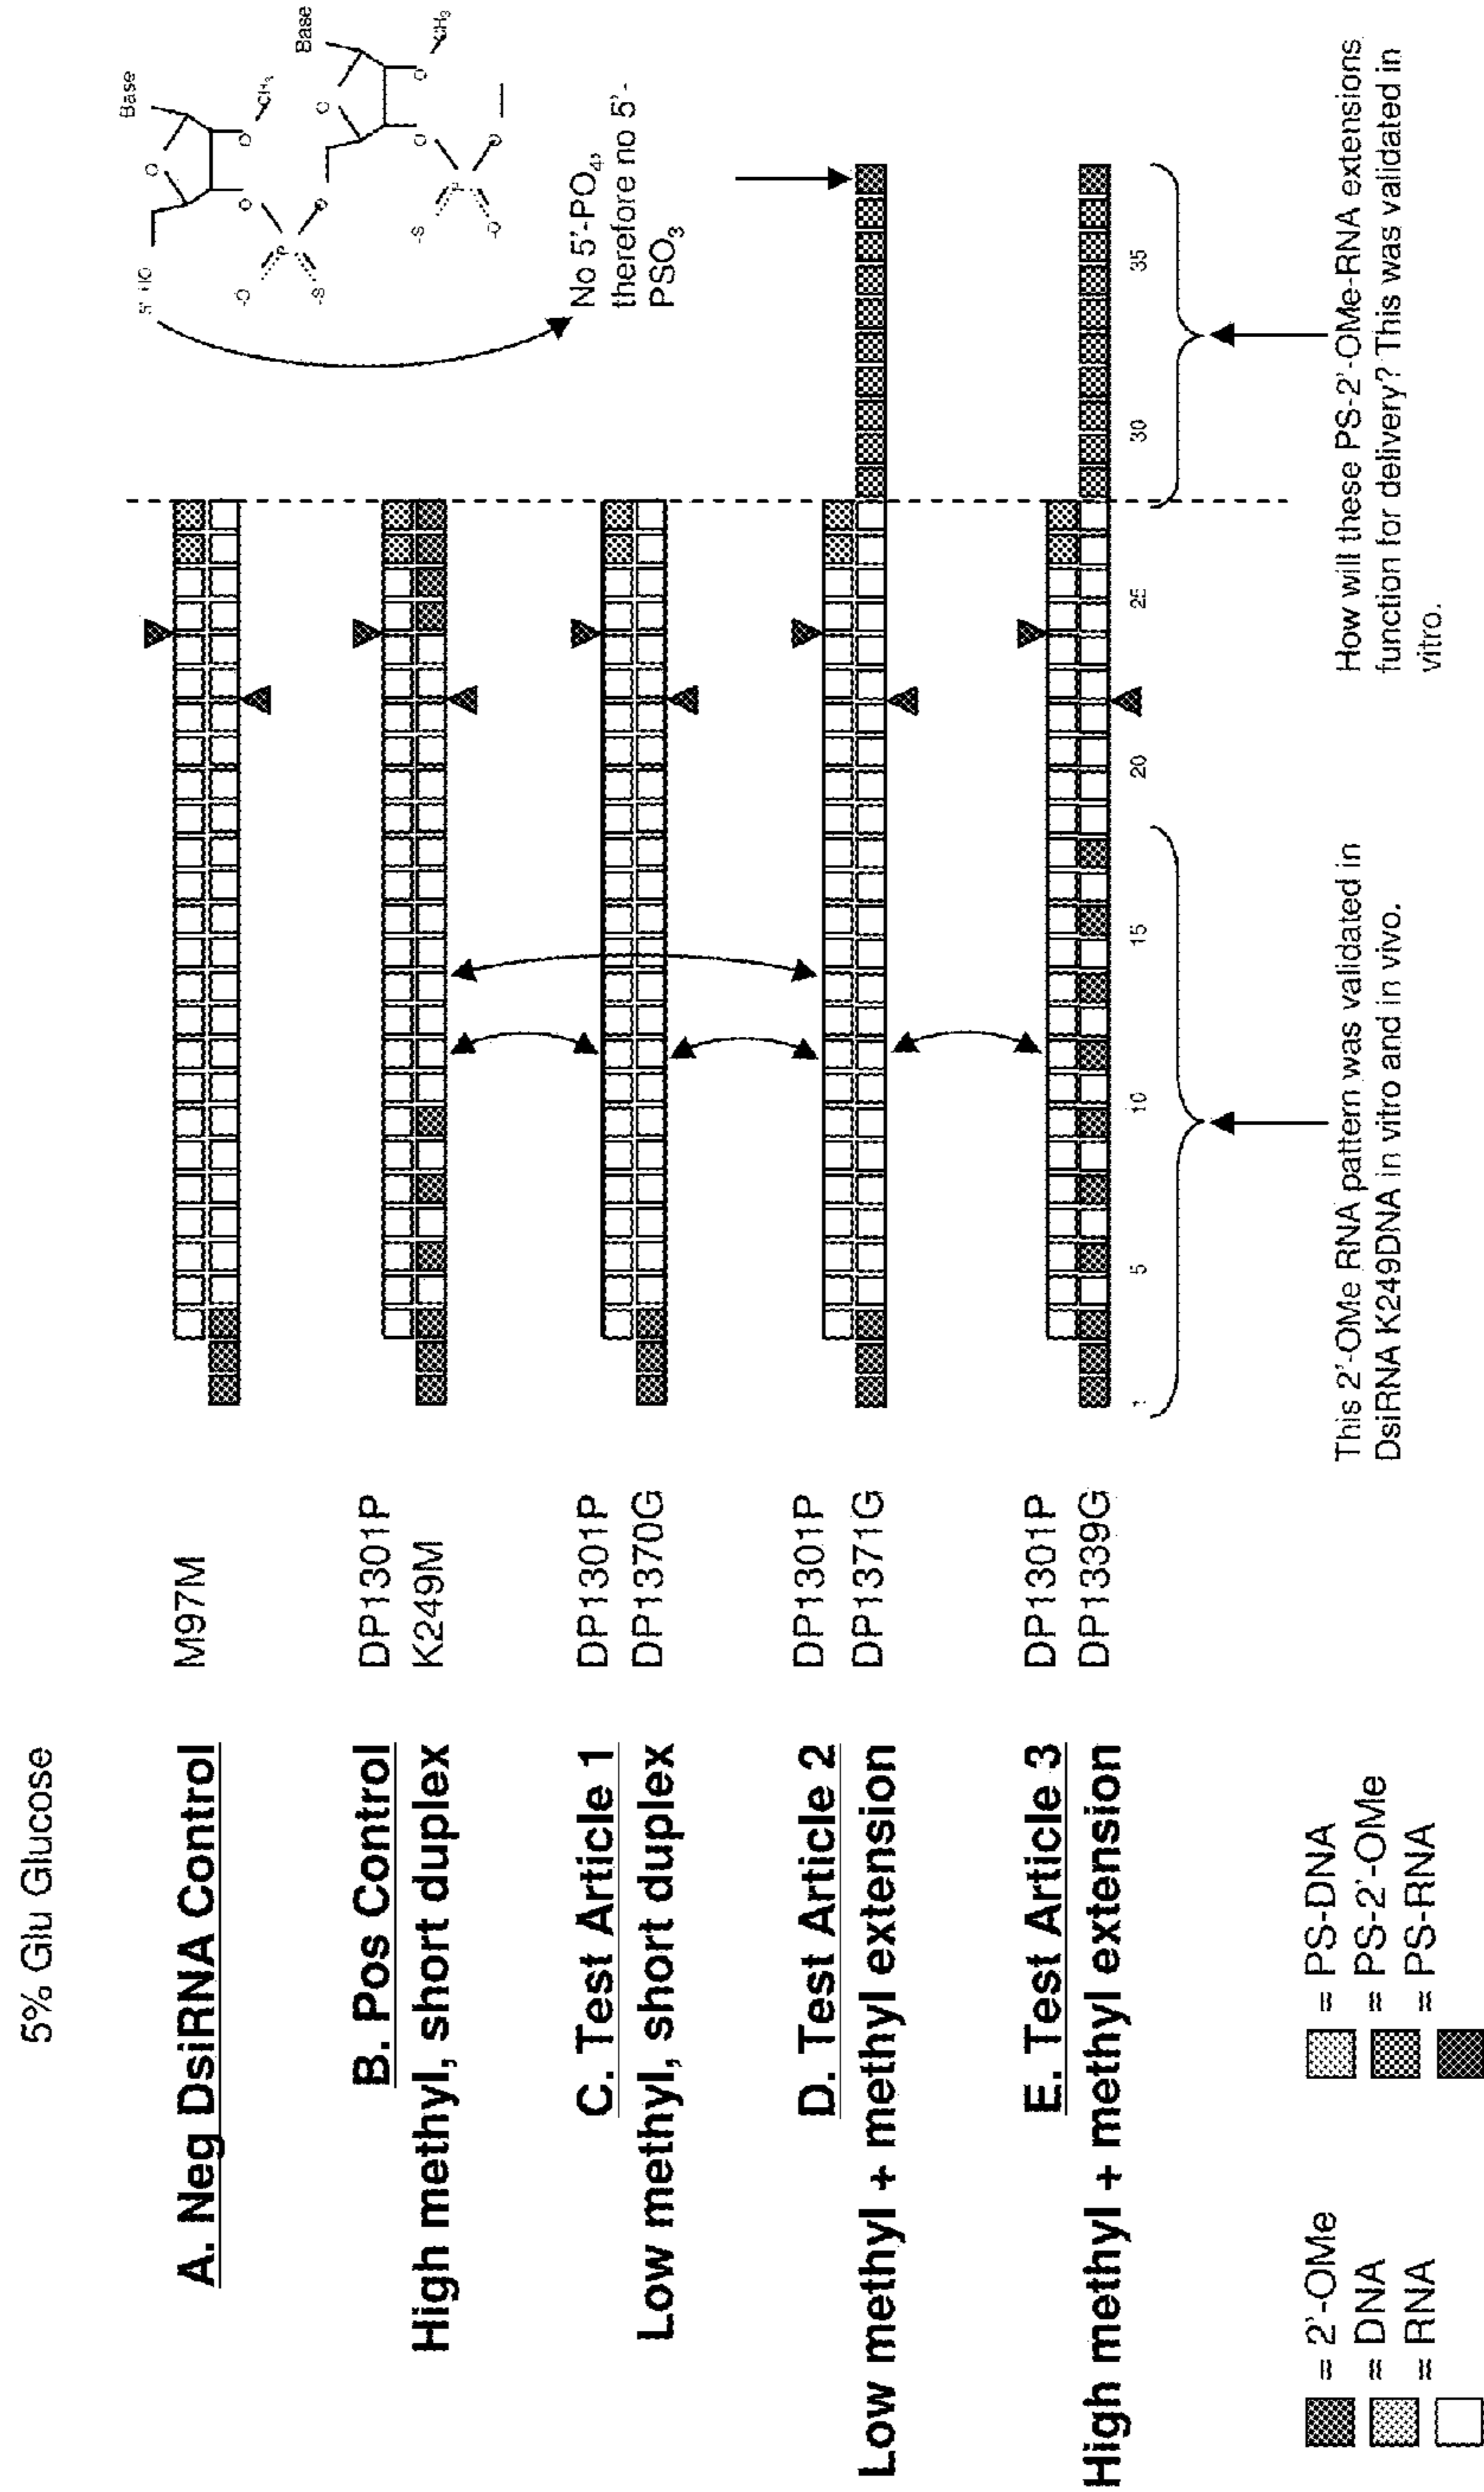 5% Glu Glucose
A. Neg DsiRNA Control
M97M
B. Pos Control
High methyl, short duplex
DP1301P
K249M
C. Test Article 1
Low methyl, short duplex
DP1301P
DP1370G
D. Test Article 2
Low methyl + methyl extension
DP1301P
DP1371G
E. Test Article 3
High methyl + methyl extension
DP1301P
DP1339G
Base
Base
5' HO
O
O
CH₃
O
O
CH₃
O
-O
P
-S
O
O
-S
P
-O
O
No 5'-PO₄,
therefore no 5'-
PSO₃
1 5 10 15 20 25 30 35
This 2'-OMe RNA pattern was validated in
DsiRNA K249DNA in vitro and in vivo.
How will these PS-2'-OMe-RNA extensions
function for delivery? This was validated in
vitro.
= 2'-OMe
= DNA
= RNA
= PS-DNA
= PS-2'-OMe
= PS-RNA